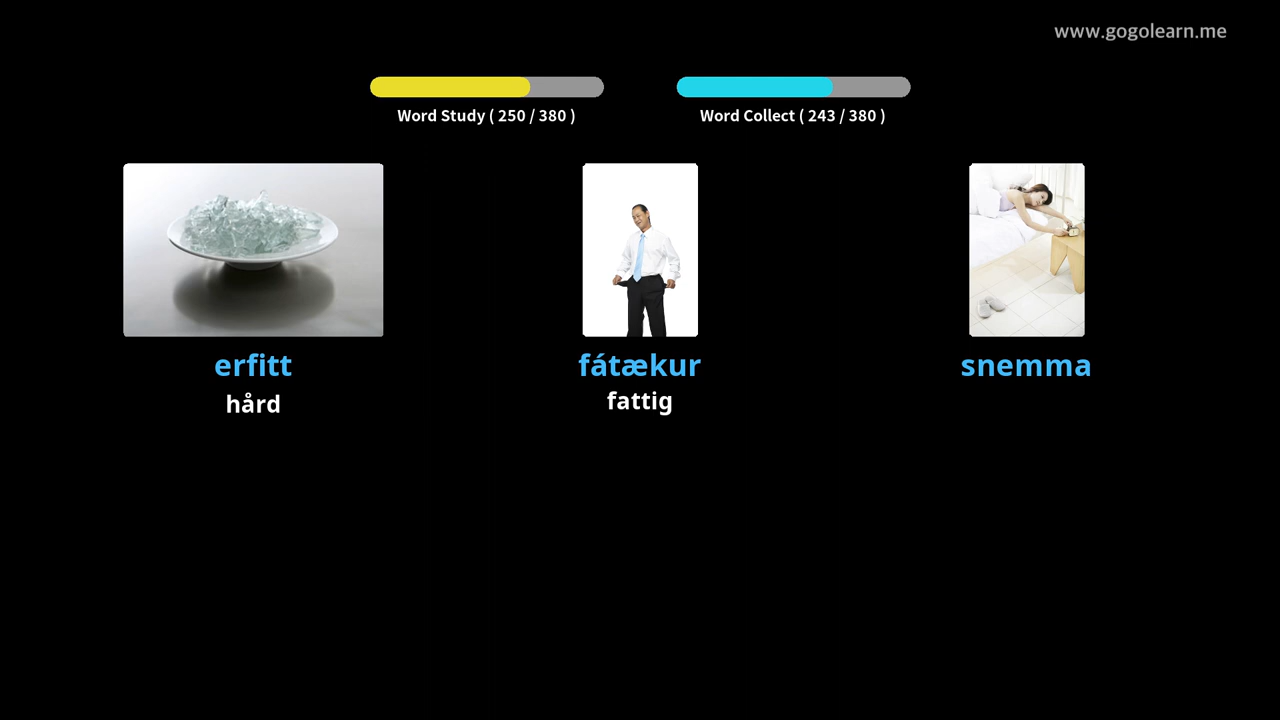 www.gogolearn.me
Word Study ( 250 / 380 )
Word Collect ( 243 / 380 )
erfitt
fátækur
snemma
hård
fattig